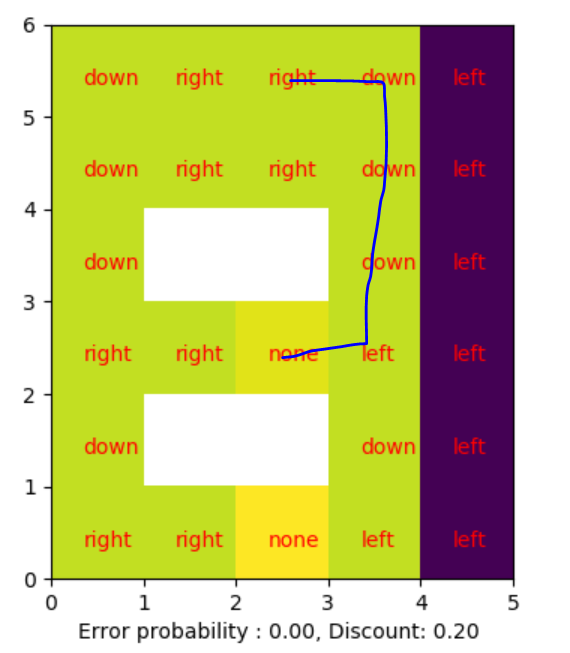 6
down right right down left
5
down right right down left
4
down down left
3
right right none left left
2
down down left
1
right right none left left
0
0 1 2 3 4 5
Error probability : 0.00, Discount: 0.20